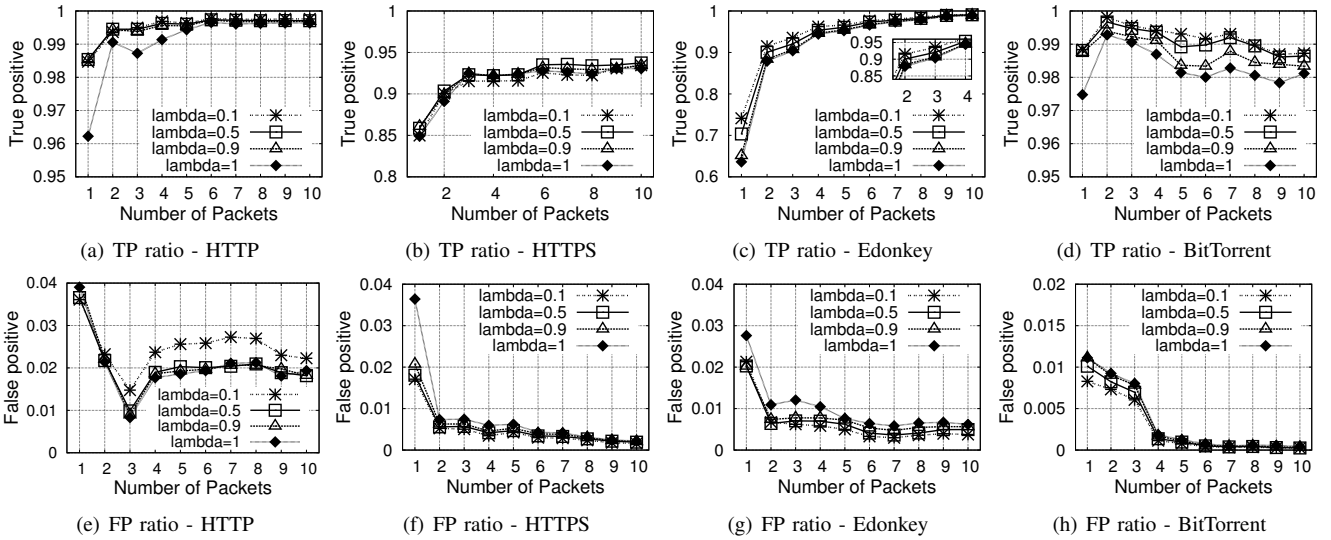 1
0.99
0.98
0.97
0.96
0.95
True positive
lambda=0.1
lambda=0.5
lambda=0.9
lambda=1
1 2 3 4 5 6 7 8 9 10
Number of Packets
(a) TP ratio - HTTP
1
0.95
0.9
0.85
0.8
True positive
lambda=0.1
lambda=0.5
lambda=0.9
lambda=1
2 4 6 8 10
Number of Packets
(b) TP ratio - HTTPS
1
0.9
0.8
0.7
0.6
True positive
0.95
0.9
0.85
2 3 4
lambda=0.1
lambda=0.5
lambda=0.9
lambda=1
1 2 3 4 5 6 7 8 9 10
Number of Packets
(c) TP ratio - Edonkey
1
0.99
0.98
0.97
0.96
0.95
True positive
lambda=0.1
lambda=0.5
lambda=0.9
lambda=1
1 2 3 4 5 6 7 8 9 10
Number of Packets
(d) TP ratio - BitTorrent
0.04
0.03
0.02
0.01
0
False positive
lambda=0.1
lambda=0.5
lambda=0.9
lambda=1
1 2 3 4 5 6 7 8 9 10
Number of Packets
(e) FP ratio - HTTP
0.04
0.03
0.02
0.01
0
False positive
lambda=0.1
lambda=0.5
lambda=0.9
lambda=1
1 2 3 4 5 6 7 8 9 10
Number of Packets
(f) FP ratio - HTTPS
0.04
0.03
0.02
0.01
0
False positive
lambda=0.1
lambda=0.5
lambda=0.9
lambda=1
1 2 3 4 5 6 7 8 9 10
Number of Packets
(g) FP ratio - Edonkey
0.02
0.015
0.01
0.005
0
False positive
lambda=0.1
lambda=0.5
lambda=0.9
lambda=1
1 2 3 4 5 6 7 8 9 10
Number of Packets
(h) FP ratio - BitTorrent